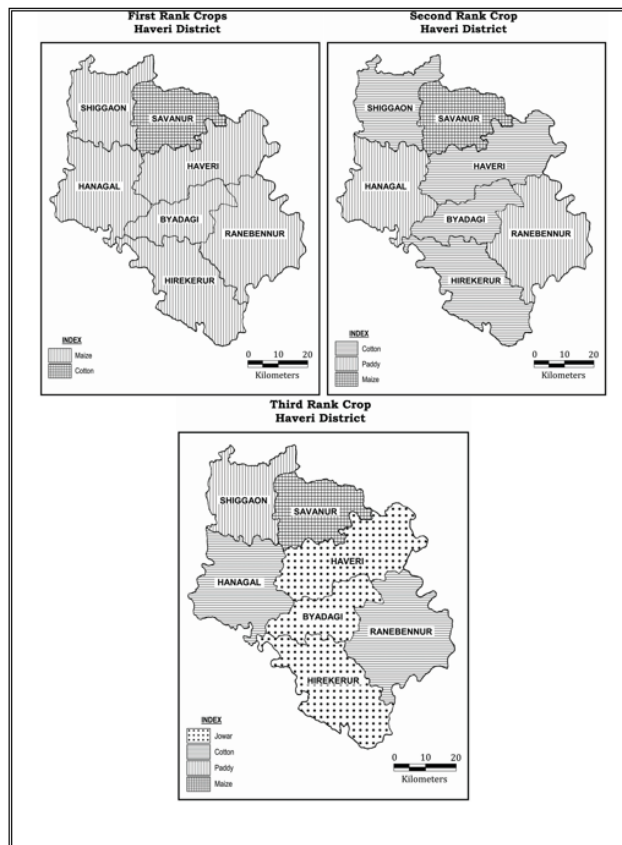 First Rank Crops
Haveri District
SHIGGAON
SAVANUR
HAVERI
HANAGAL
BYADAGI
RANEBENNUR
HIREKERUR
INDEX
Maize
Cotton
0 10 20
Kilometers
Second Rank Crop
Haveri District
SHIGGAON
SAVANUR
HAVERI
HANAGAL
BYADAGI
RANEBENNUR
HIREKERUR
INDEX
Cotton
Paddy
Maize
0 10 20
Kilometers
Third Rank Crop
Haveri District
SHIGGAON
SAVANUR
HAVERI
HANAGAL
BYADAGI
RANEBENNUR
HIREKERUR
INDEX
Jowar
Cotton
Paddy
Maize
0 10 20
Kilometers